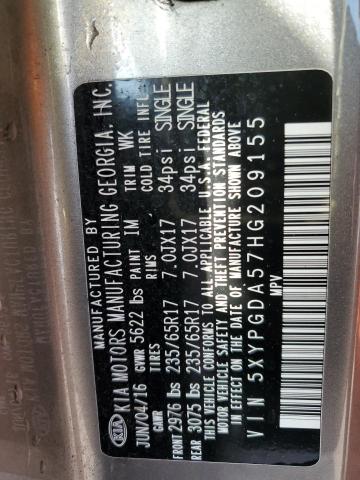 KIA
MANUFACTURED BY
KIA MOTORS MANUFACTURING GEORGIA, INC.
JUN/04/16 GVWR 5622 lbs PAINT IM TRIM WK
GAWR TIRES RIMS COLD TIRE INFL:
FRONT 2976 lbs 235/65R17 7.0JX17 34psi SINGLE
REAR 3075 lbs 235/65R17 7.0JX17 34psi SINGLE
THIS VEHICLE CONFORMS TO ALL APPLICABLE U.S.A. FEDERAL
MOTOR VEHICLE SAFETY AND THEFT PREVENTION STANDARDS
IN EFFECT ON THE DATE OF MANUFACTURE SHOWN ABOVE.
VIN 5XYPGDA57HG209155
MPV